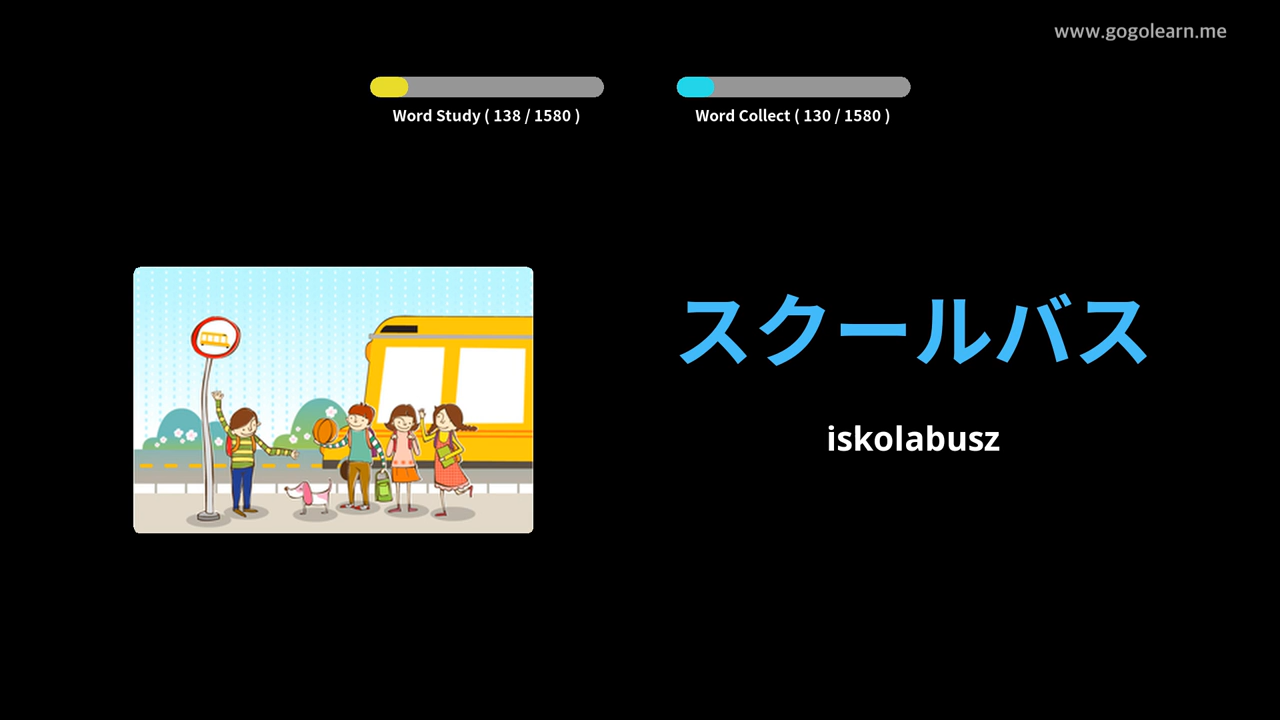 www.gogolearn.me
Word Study ( 138 / 1580 )
Word Collect ( 130 / 1580 )
スクールバス
iskolabusz